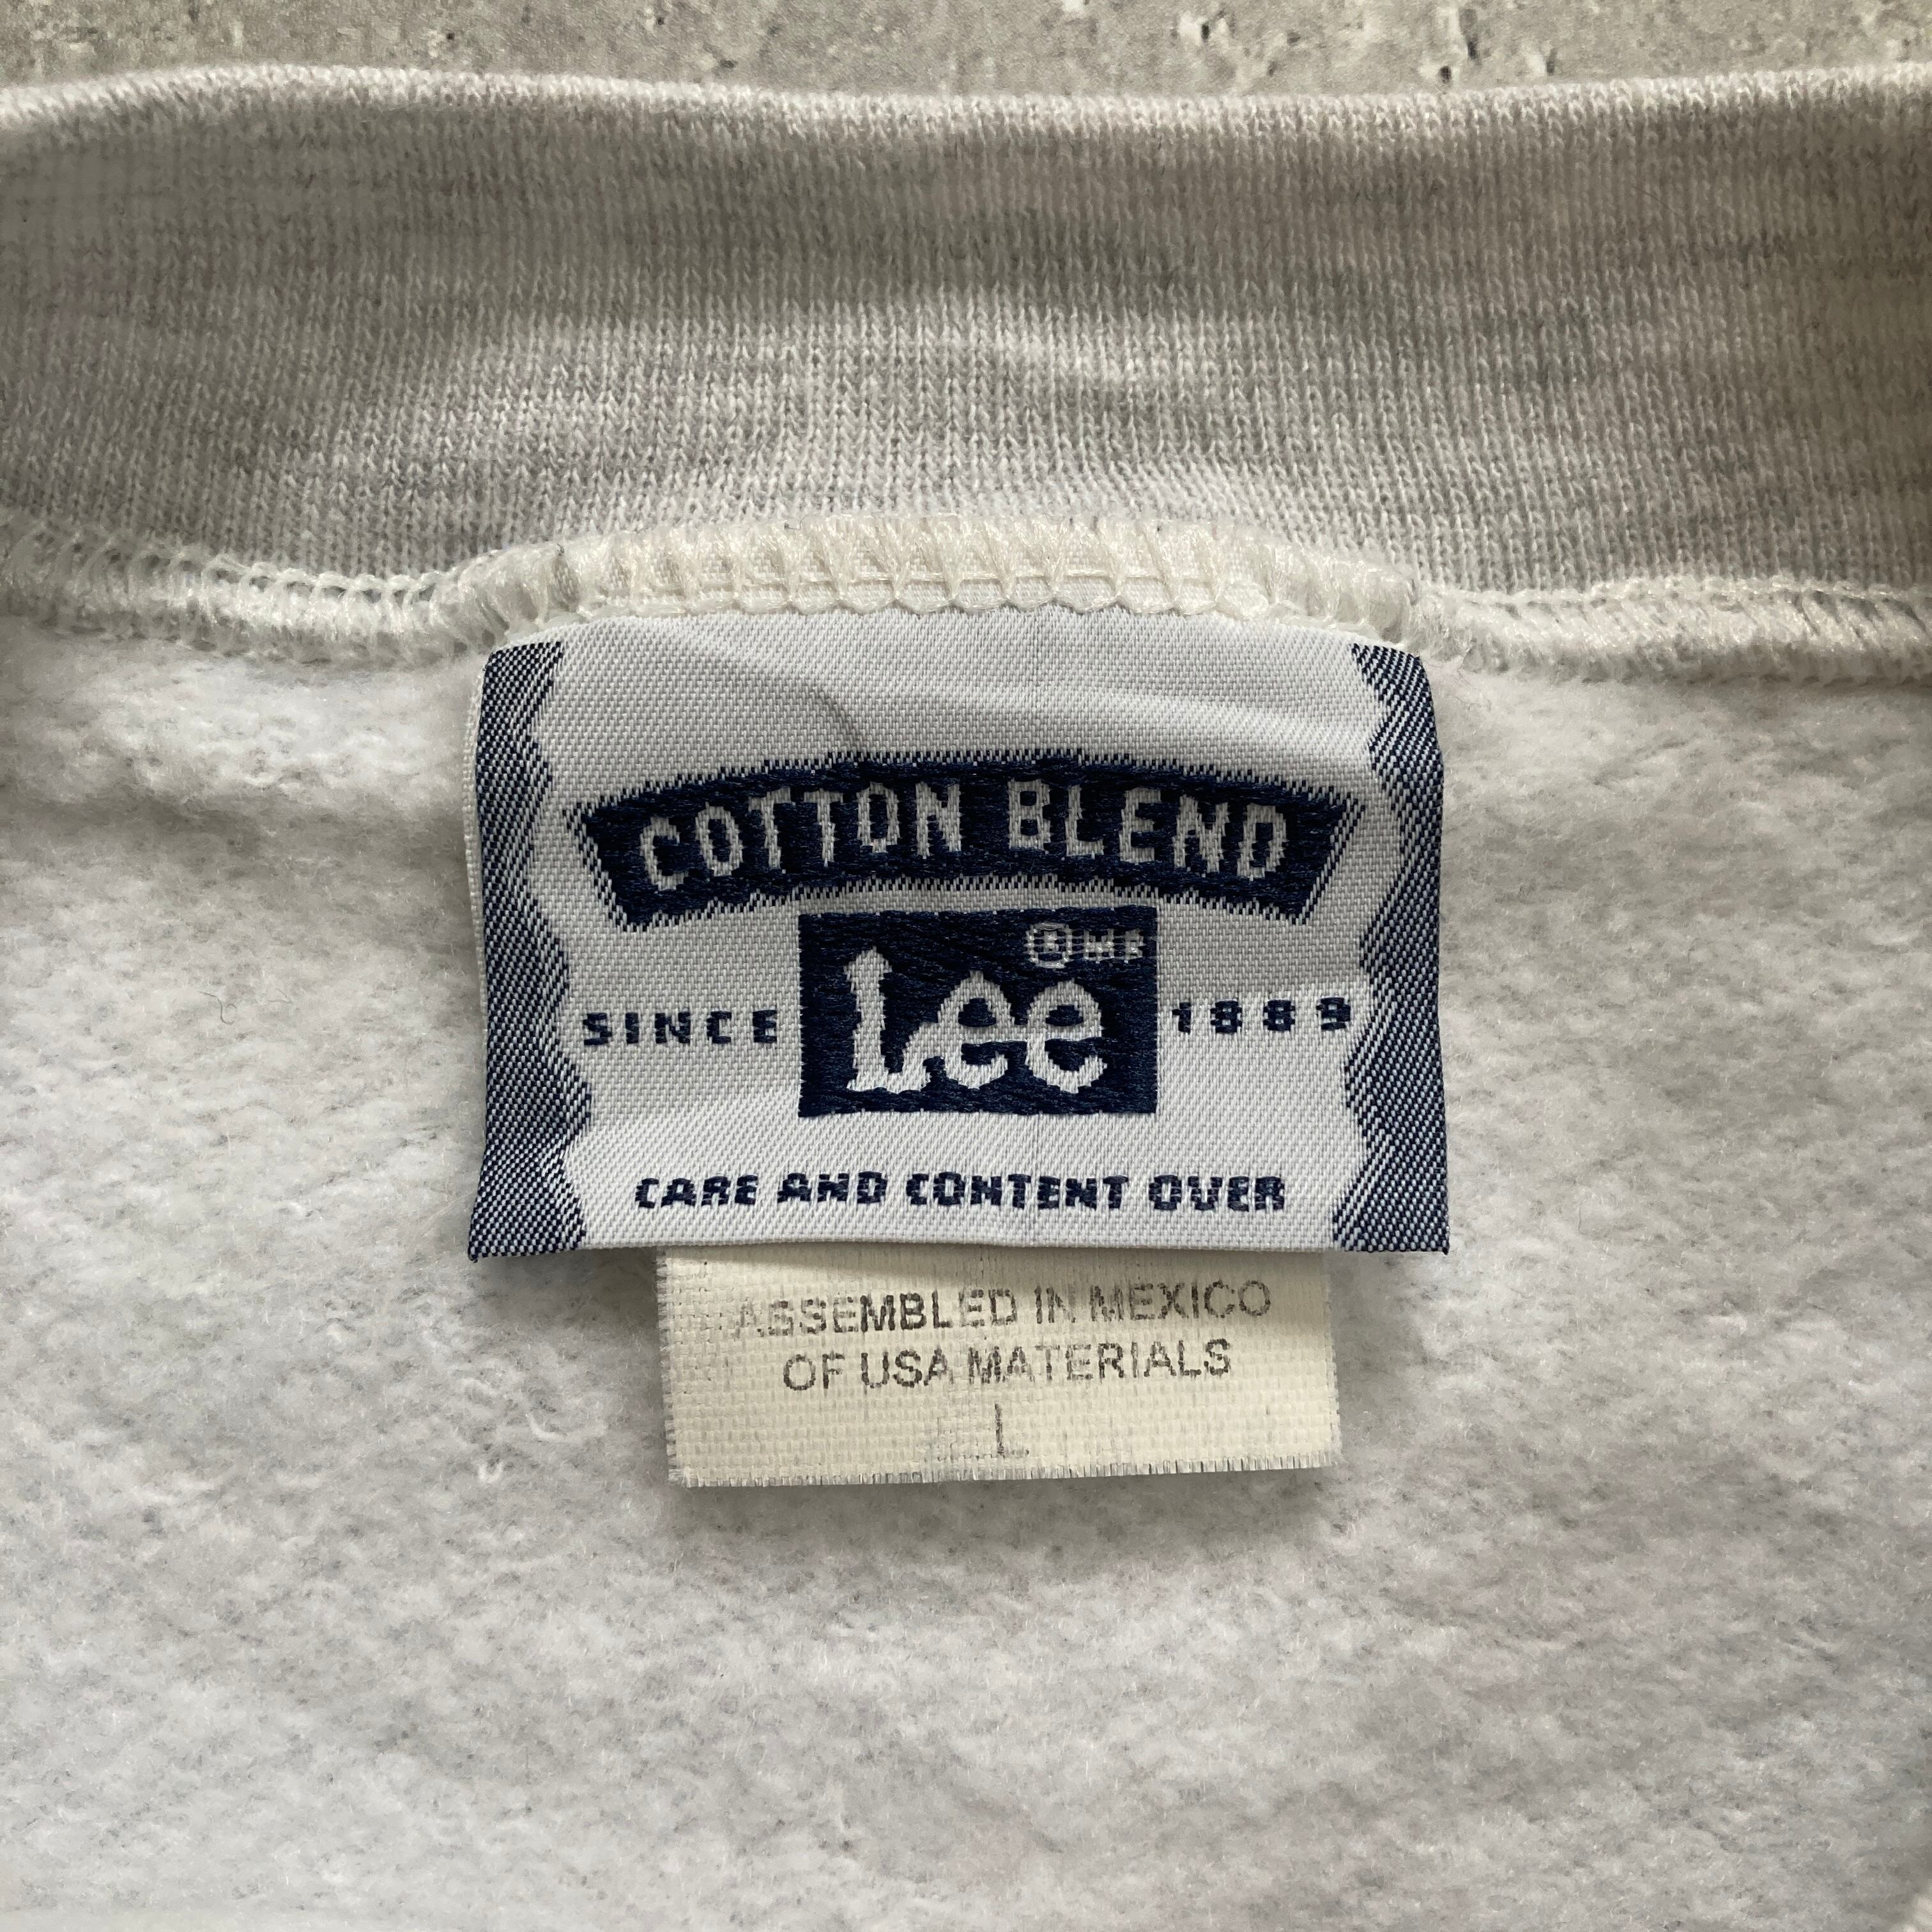 COTTON BLEND
Lee ® MR
SINCE 1889
CARE AND CONTENT OVER
ASSEMBLED IN MEXICO
OF USA MATERIALS
L